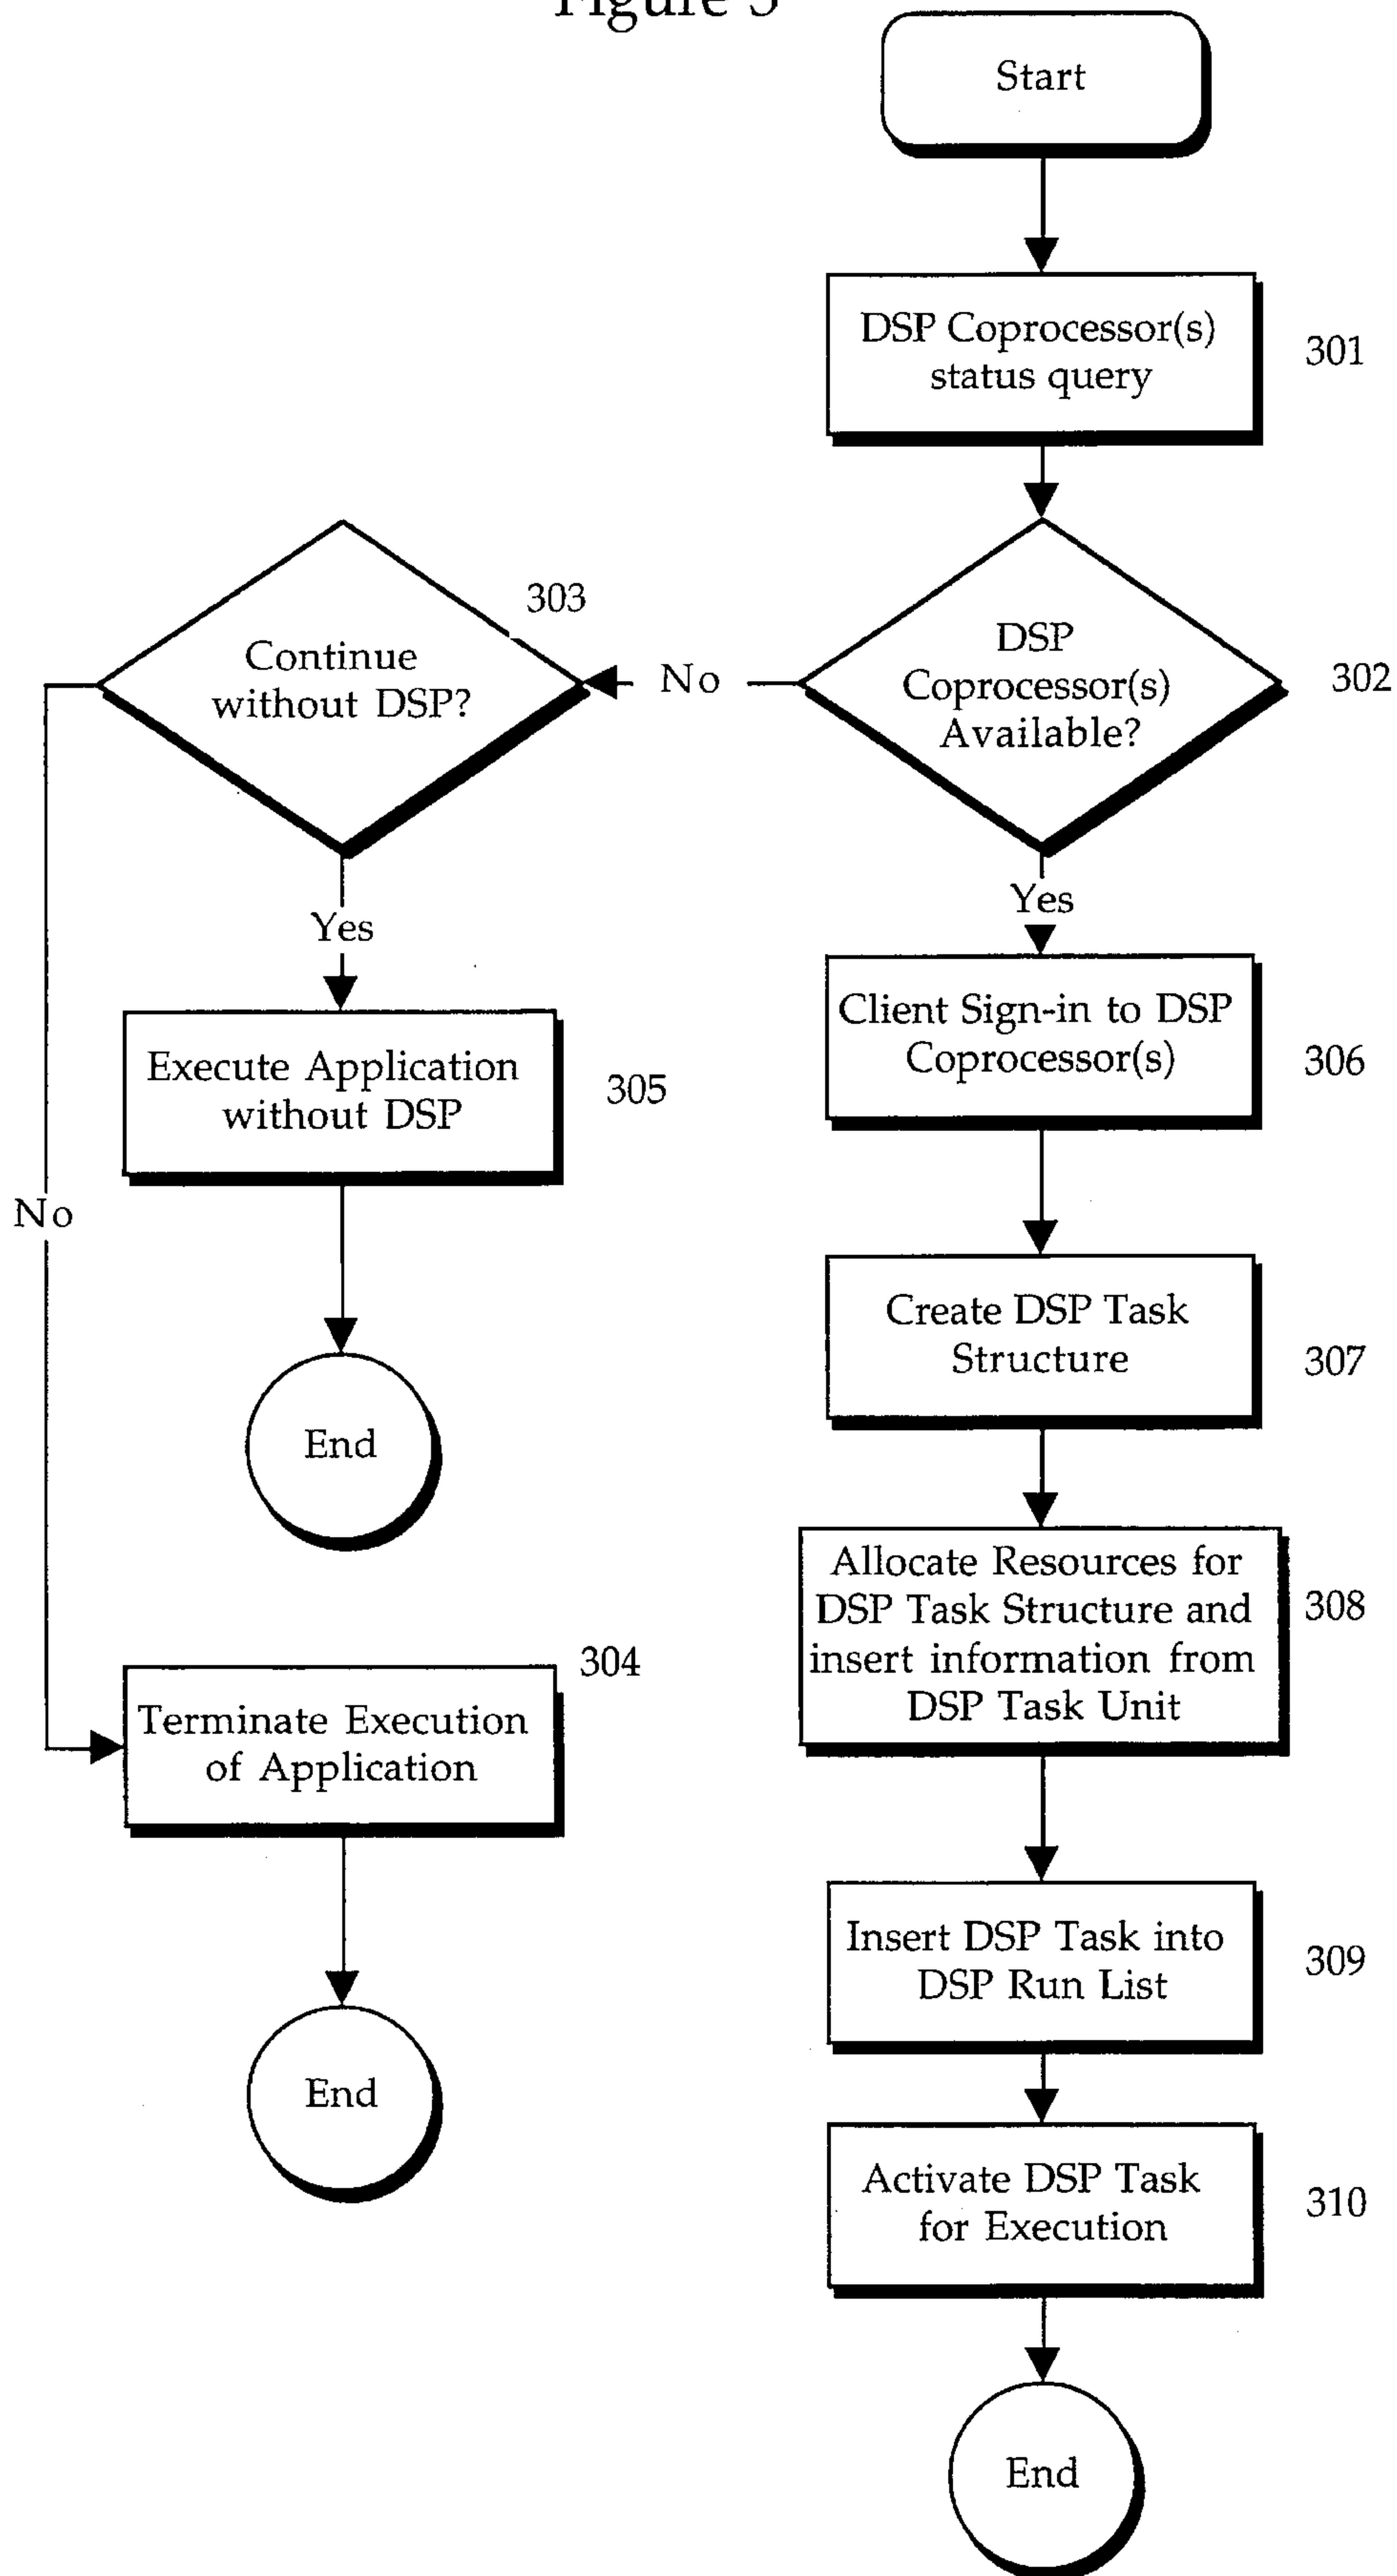 Figure 3
Start
DSP Coprocessor(s)
status query
301
303
Continue
without DSP?
No
DSP
Coprocessor(s)
Available?
302
Yes
Yes
Client Sign-in to DSP
Coprocessor(s)
306
Execute Application
without DSP
305
No
Create DSP Task
Structure
307
End
Allocate Resources for
DSP Task Structure and
insert information from
DSP Task Unit
308
304
Terminate Execution
of Application
Insert DSP Task into
DSP Run List
309
End
Activate DSP Task
for Execution
310
End